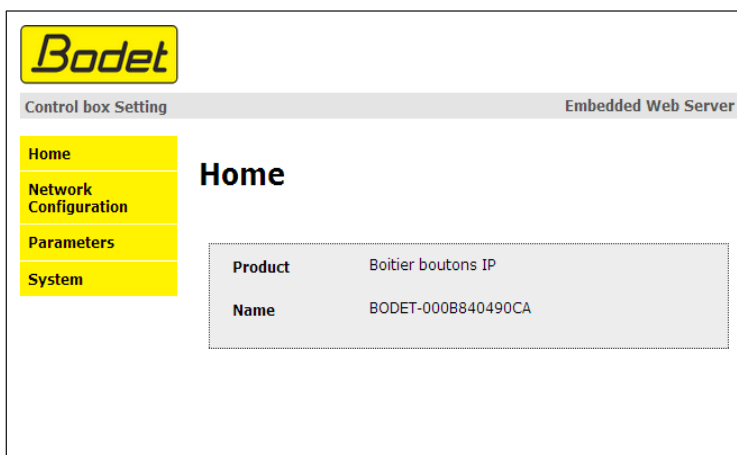 Bodet
Control box Setting
Embedded Web Server
Home
Network
Configuration
Parameters
System
Home
Product
Boitier boutons IP
Name
BODET-000B840490CA